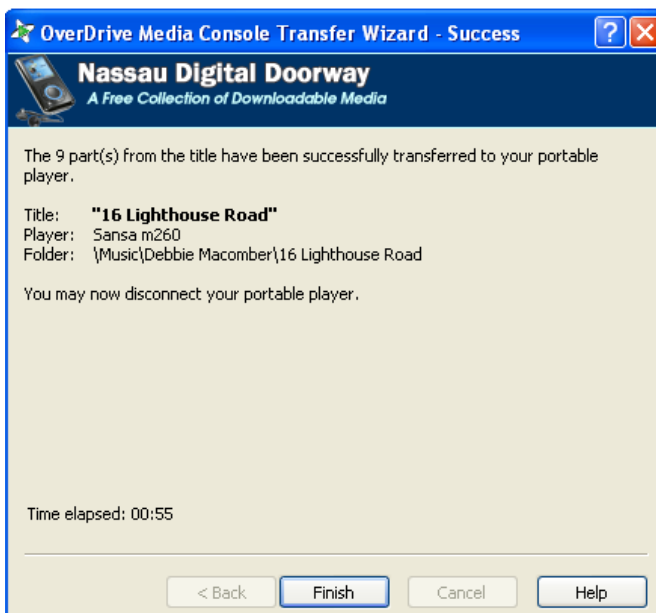 OverDrive Media Console Transfer Wizard - Success
Nassau Digital Doorway
A Free Collection of Downloadable Media
The 9 part(s) from the title have been successfully transferred to your portable
player.
Title: "16 Lighthouse Road"
Player: Sansa m260
Folder: \Music\Debbie Macomber\16 Lighthouse Road
You may now disconnect your portable player.
Time elapsed: 00:55
< Back Finish Cancel Help